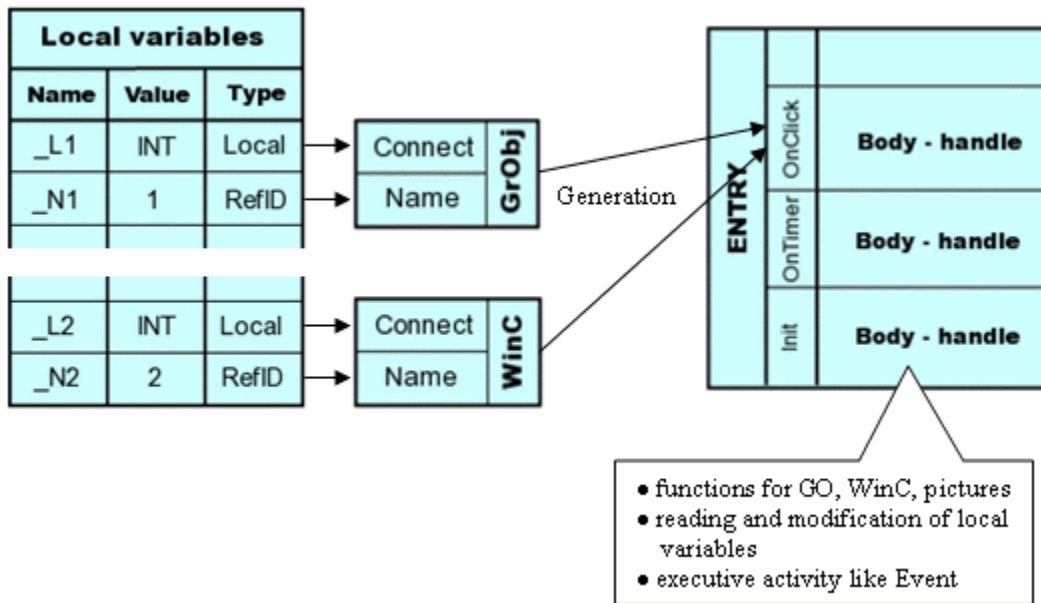 Local variables
Name Value Type
_L1 INT Local
_N1 1 RefID
_L2 INT Local
_N2 2 RefID
Connect
Name
GrObj
Connect
Name
WinC
Generation
ENTRY
OnClick
Body - handle
OnTimer
Body - handle
Init
Body - handle
● functions for GO, WinC, pictures
● reading and modification of local
variables
● executive activity like Event